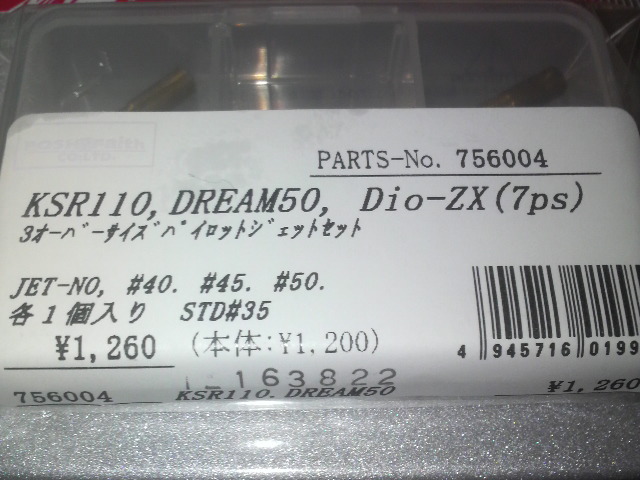 PARTS-No. 756004
KSR110, DREAM50, Dio-ZX(7ps)
3ｵｰﾊﾞｰｻｲｽﾞﾊﾟｲﾛｯﾄｼﾞｪｯﾄｾｯﾄ
JET-NO, #40. #45. #50.
各1個入り STD#35
¥1,260 (本体:¥1,200)
4 945716 0199
163822
756004 KSR110. DREAM50 ¥1,260